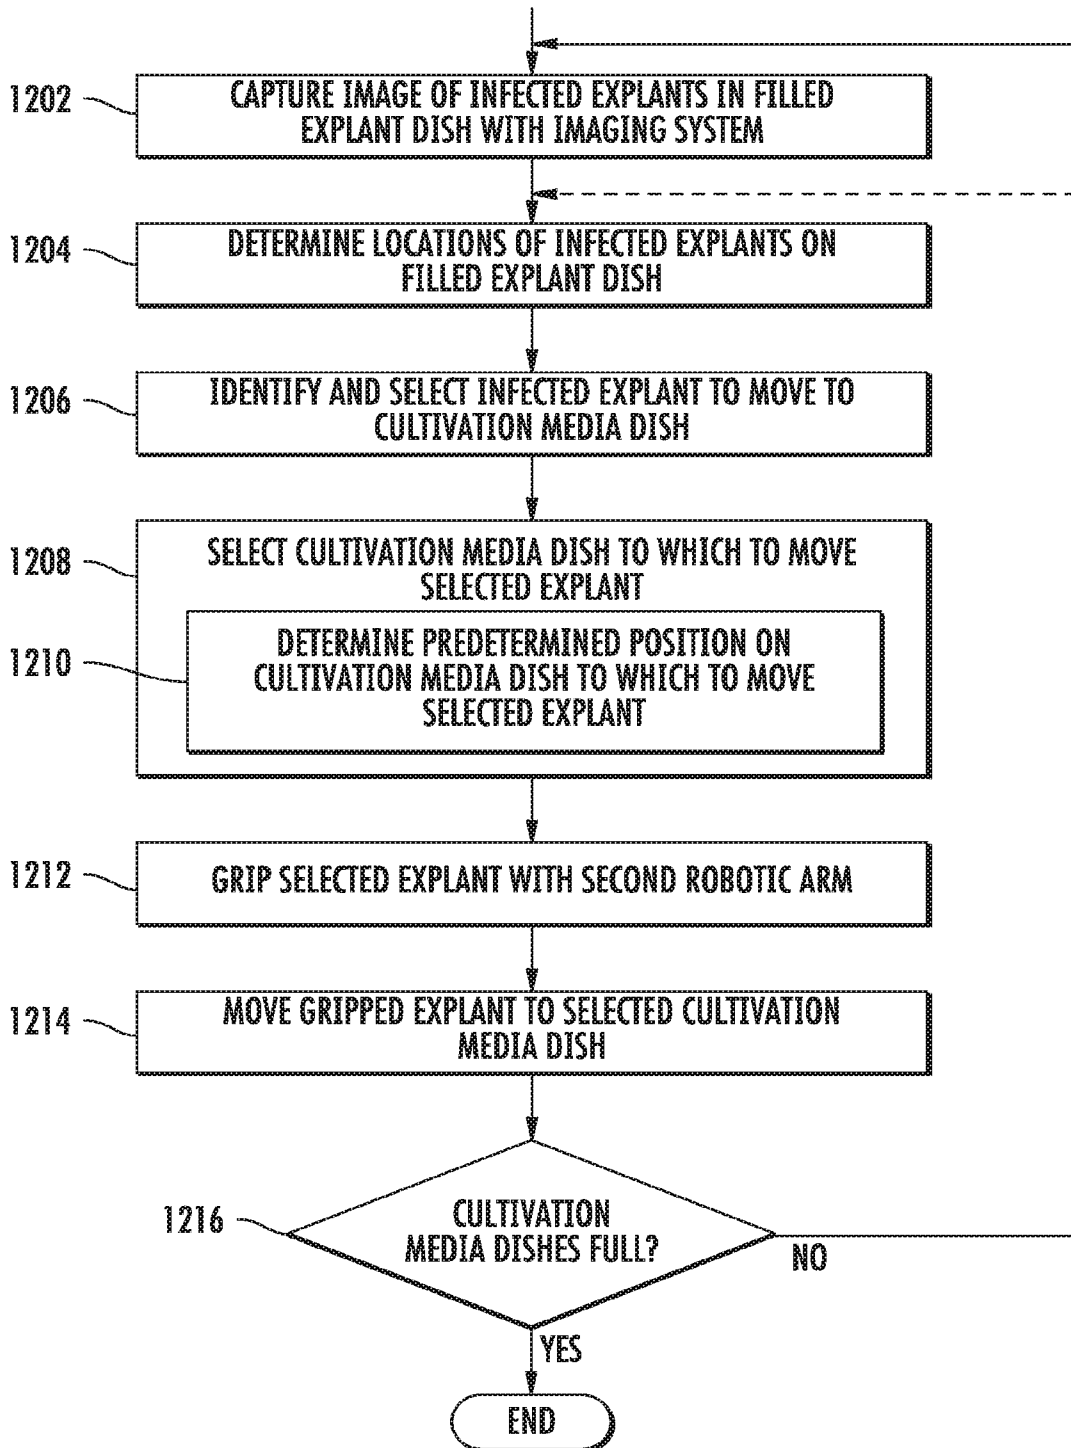 1202
CAPTURE IMAGE OF INFECTED EXPLANTS IN FILLED
EXPLANT DISH WITH IMAGING SYSTEM
1204
DETERMINE LOCATIONS OF INFECTED EXPLANTS ON
FILLED EXPLANT DISH
1206
IDENTIFY AND SELECT INFECTED EXPLANT TO MOVE TO
CULTIVATION MEDIA DISH
1208
SELECT CULTIVATION MEDIA DISH TO WHICH TO MOVE
SELECTED EXPLANT
1210
DETERMINE PREDETERMINED POSITION ON
CULTIVATION MEDIA DISH TO WHICH TO MOVE
SELECTED EXPLANT
1212
GRIP SELECTED EXPLANT WITH SECOND ROBOTIC ARM
1214
MOVE GRIPPED EXPLANT TO SELECTED CULTIVATION
MEDIA DISH
1216
CULTIVATION
MEDIA DISHES FULL?
NO
YES
END